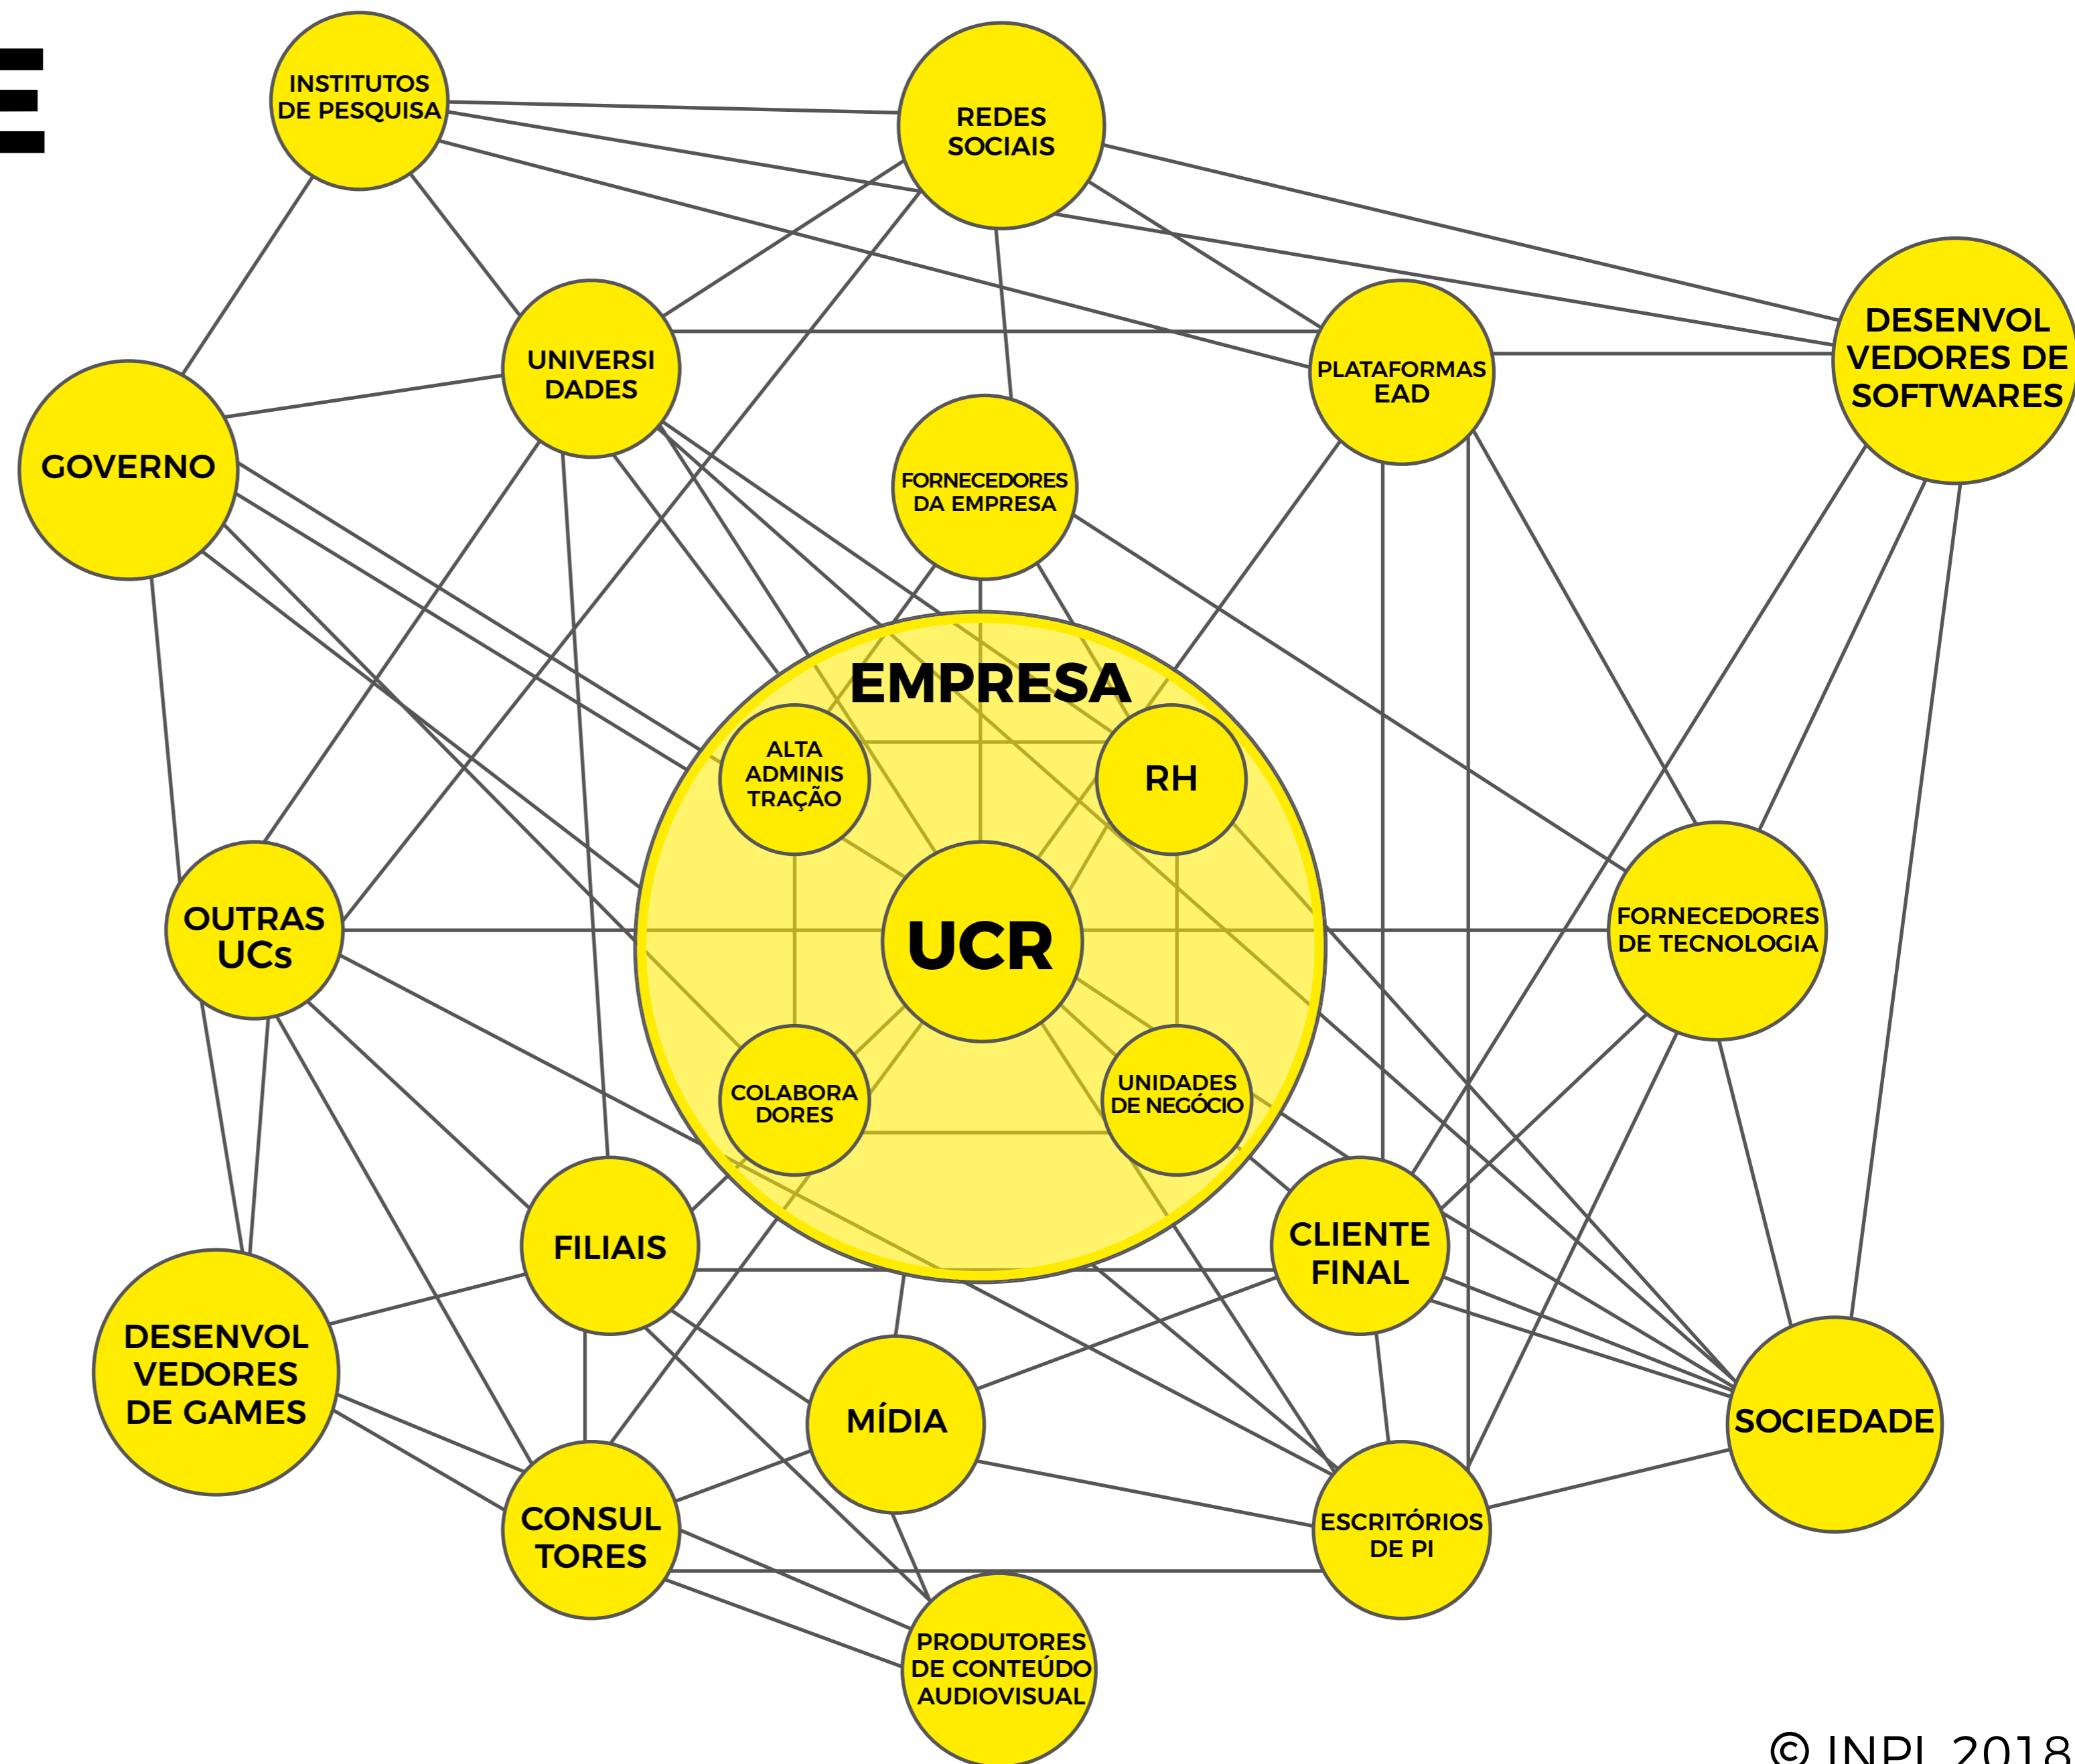 E
INSTITUTOS
DE PESQUISA
REDES
SOCIAIS
DESENVOL
VEDORES DE
SOFTWARES
UNIVERSI
DADES
PLATAFORMAS
EAD
GOVERNO
FORNECEDORES
DA EMPRESA
EMPRESA
ALTA
ADMINIS
TRAÇÃO
RH
OUTRAS
UCs
UCR
FORNECEDORES
DE TECNOLOGIA
COLABORA
DORES
UNIDADES
DE NEGÓCIO
FILIAIS
CLIENTE
FINAL
DESENVOL
VEDORES
DE GAMES
MÍDIA
SOCIEDADE
CONSUL
TORES
ESCRITÓRIOS
DE PI
PRODUTORES
DE CONTEÚDO
AUDIOVISUAL
© INPI, 2018